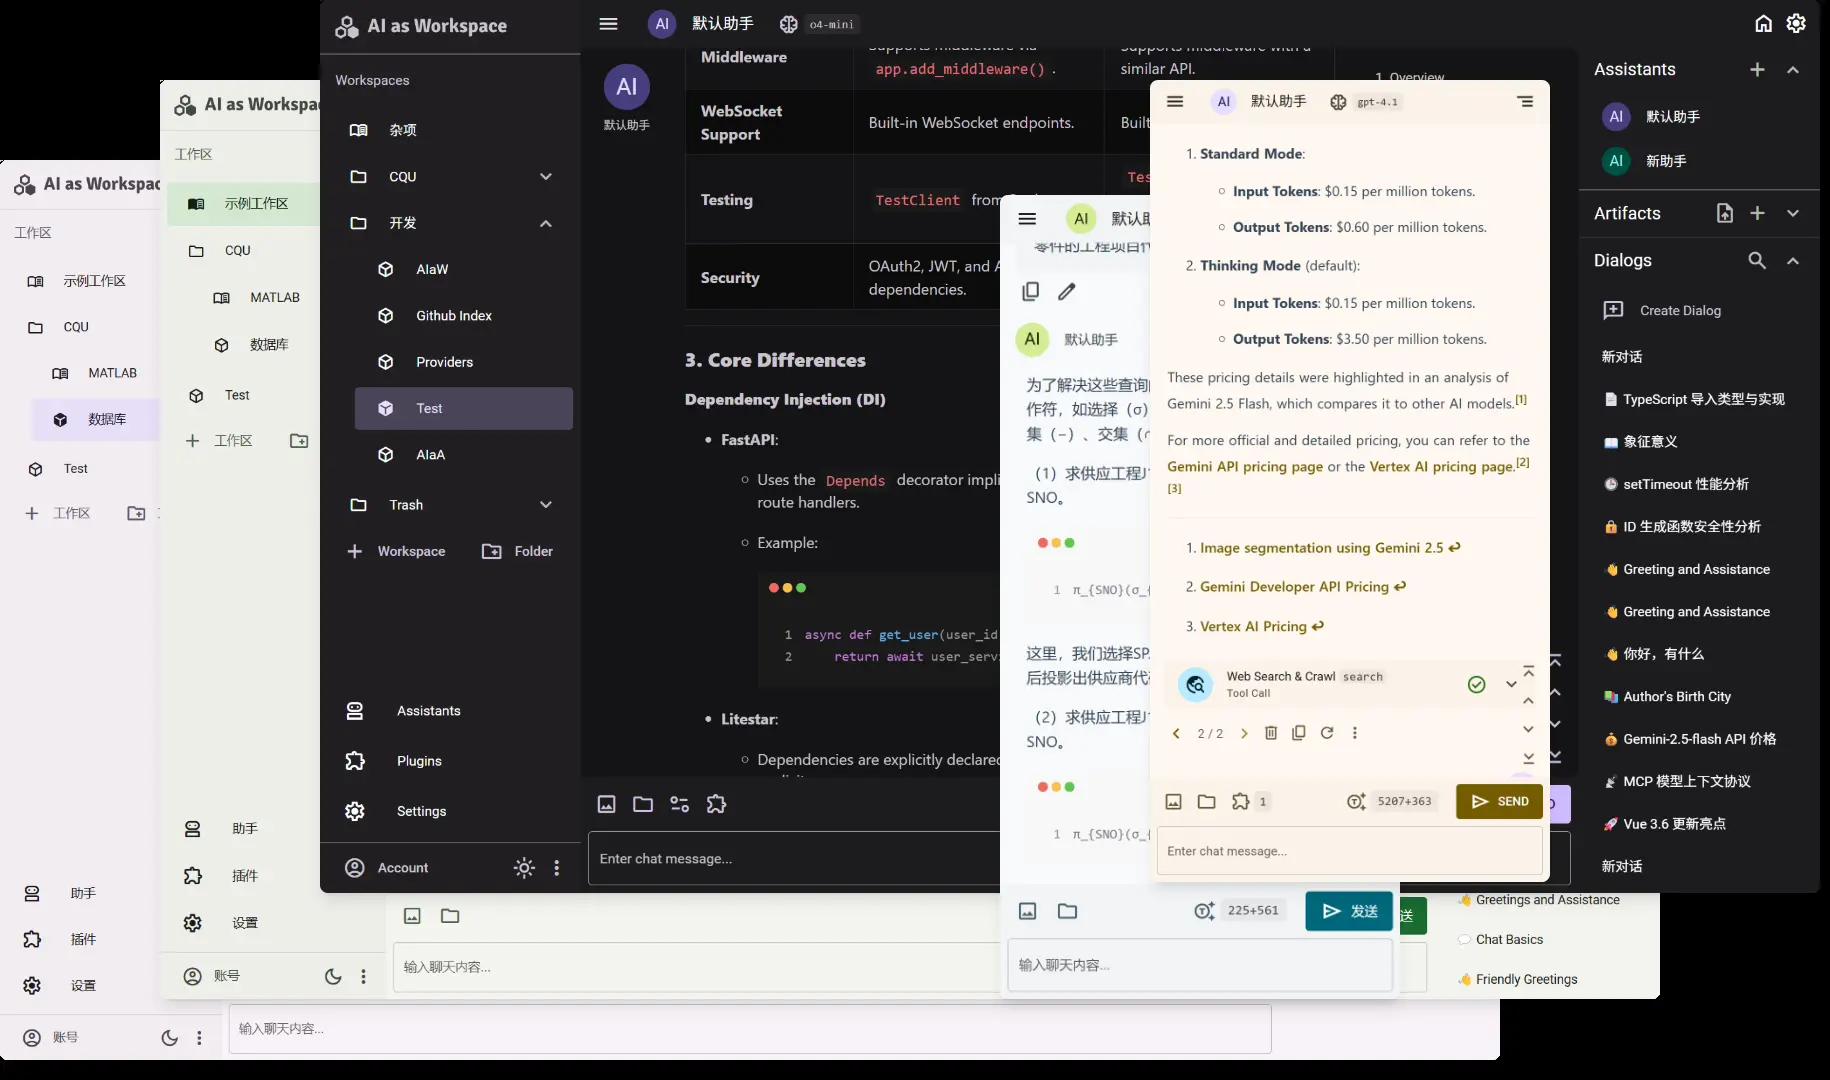 AI as Workspace
工作区
示例工作区
CQU
MATLAB
数据库
Test
工作区
助手
插件
设置
账号
输入聊天内容...
AI as
工作区
示例工作区
CQU
MATLAB
数据库
Test
工作区
助手
插件
设置
账号
输入聊天内容...
Greetings and Assistance
Chat Basics
Friendly Greetings
AI as Workspace
Workspaces
杂项
CQU
开发
AIaW
Github Index
Providers
Test
AIaA
Trash
Workspace Folder
Assistants
Plugins
Settings
Account
AI 默认助手 o4-mini
AI
默认助手
Middleware
app.add_middleware() .
similar API.
1. Overview
WebSocket
Support
Built-in WebSocket endpoints.
Testing
TestClient from
Security
OAuth2, JWT, and
dependencies.
3. Core Differences
Dependency Injection (DI)
FastAPI:
Uses the Depends decorator
route handlers.
Example:
1 async def get_user(user_id
2 return await
Litestar:
Dependencies are explicitly declared
Enter chat message...
Assistants
AI 默认助手
AI 新助手
Artifacts
Dialogs
Create Dialog
新对话
TypeScript 导入类型与实现
象征意义
setTimeout 性能分析
ID 生成函数安全性分析
Greeting and Assistance
Greeting and Assistance
你好，有什么
Author's Birth City
Gemini-2.5-flash API 价格
MCP 模型上下文协议
Vue 3.6 更新亮点
新对话
AI 默认
AI 默认助手
为了解决这些查询
作符，如选择（σ）
集（−）、交集（
（1）求供应工程
SNO。
1 π_{SNO}(σ_{
这里，我们选择
后投影出供应商代
（2）求供应工程
SNO。
1 π_{SNO}(σ_{
225+561 发送
输入聊天内容...
AI 默认助手 gpt-4.1
1. Standard Mode:
Input Tokens: $0.15 per million tokens.
Output Tokens: $0.60 per million tokens.
2. Thinking Mode (default):
Input Tokens: $0.15 per million tokens.
Output Tokens: $3.50 per million tokens.
These pricing details were highlighted in an analysis of
Gemini 2.5 Flash, which compares it to other AI models.[1]
For more official and detailed pricing, you can refer to the
Gemini API pricing page or the Vertex AI pricing page.[2]
[3]
1. Image segmentation using Gemini 2.5 ↩
2. Gemini Developer API Pricing ↩
3. Vertex AI Pricing ↩
Web Search & Crawl search
Tool Call
2 / 2
1 5207+363 SEND
Enter chat message...